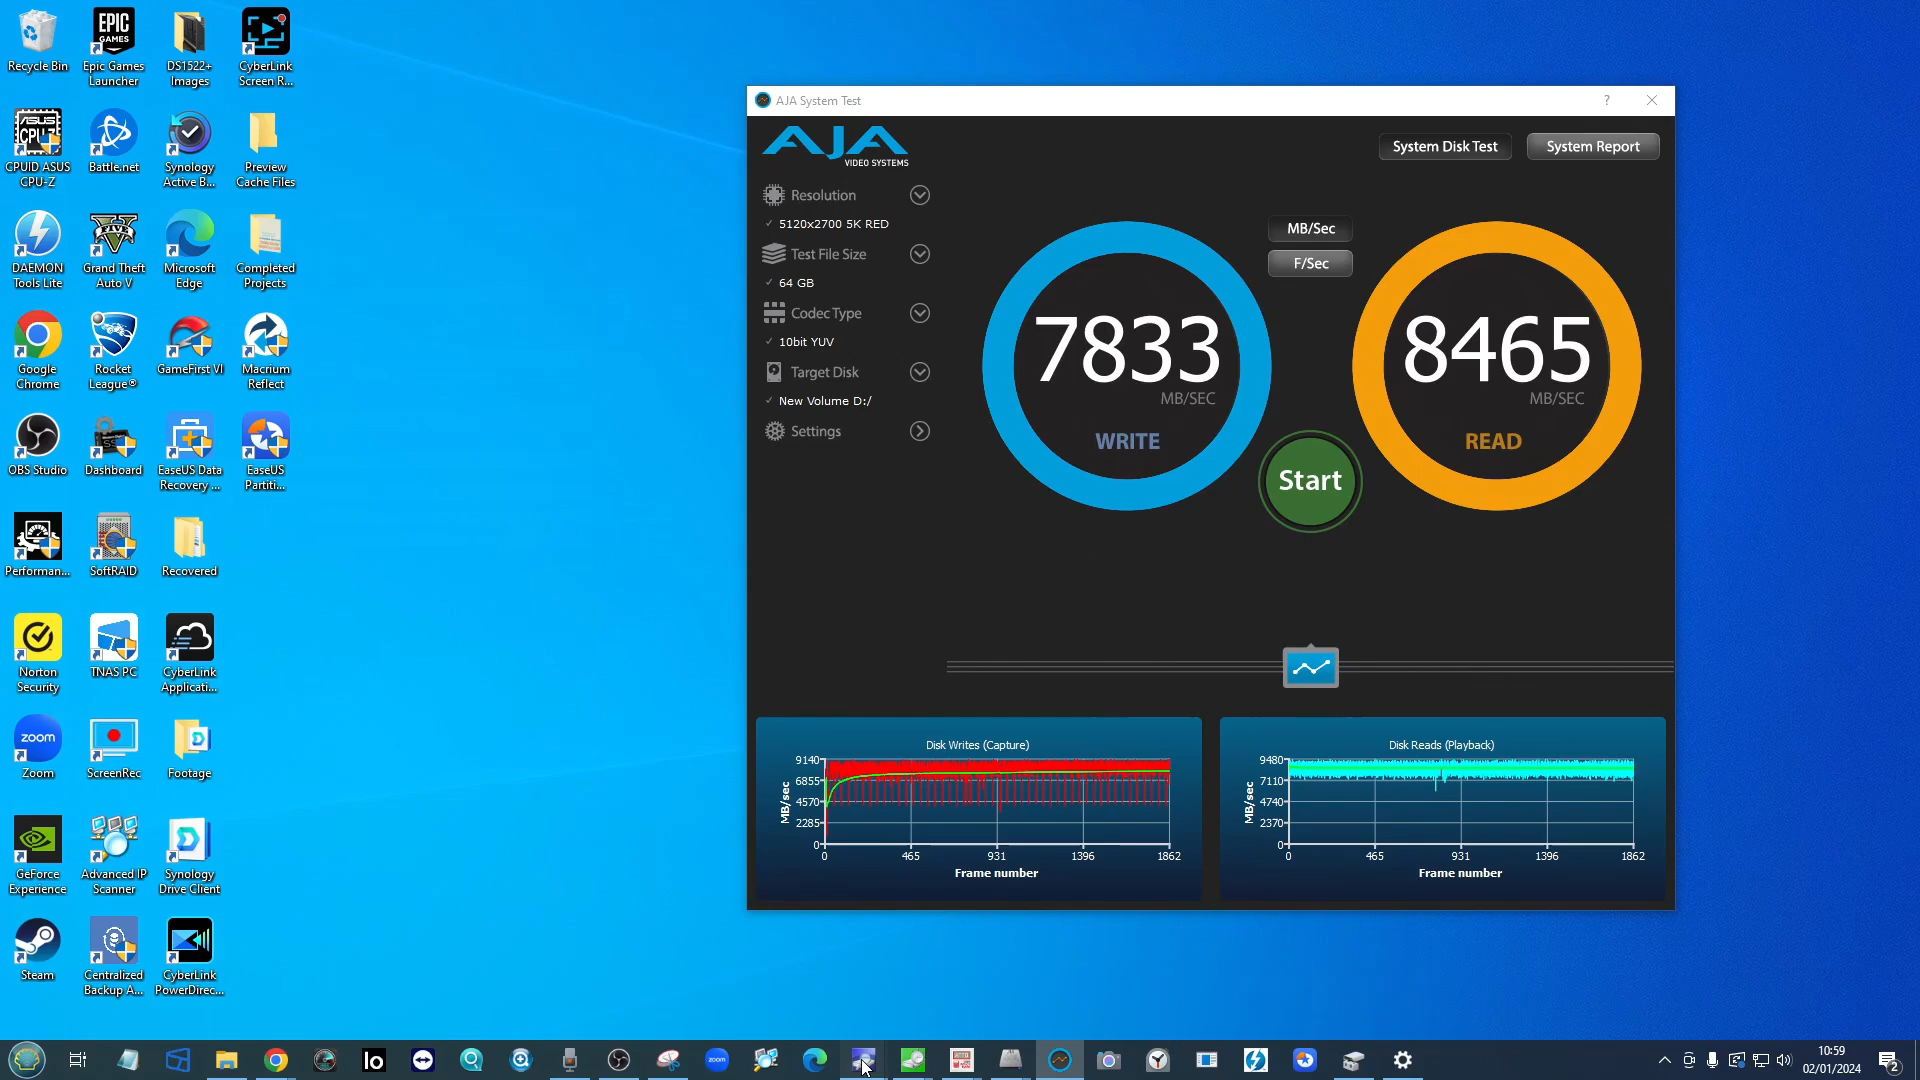 Recycle Bin
Epic Games
Launcher
DS1522+
Images
CyberLink
Screen R...
EPIC
GAMES
CPUID ASUS
CPU-Z
Battle.net
Synology
Active B...
Preview
Cache Files
DAEMON
Tools Lite
Grand Theft
Auto V
Microsoft
Edge
Completed
Projects
Google
Chrome
Rocket
League®
GameFirst VI
Macrium
Reflect
OBS Studio
Dashboard
EaseUS Data
Recovery ...
EaseUS
Partiti...
Performan...
SoftRAID
Recovered
Norton
Security
TNAS PC
CyberLink
Applicati...
zoom
Zoom
ScreenRec
Footage
GeForce
Experience
Advanced IP
Scanner
Synology
Drive Client
Steam
Centralized
Backup A...
CyberLink
PowerDirec...
AJA System Test
?
AJA
VIDEO SYSTEMS
System Disk Test
System Report
Resolution
✓ 5120x2700 5K RED
Test File Size
✓ 64 GB
Codec Type
✓ 10bit YUV
Target Disk
✓ New Volume D:/
Settings
MB/Sec
F/Sec
7833
MB/SEC
WRITE
8465
MB/SEC
READ
Start
Disk Writes (Capture)
MB/sec
9140
6855
4570
2285
0
0 465 931 1396 1862
Frame number
Disk Reads (Playback)
MB/sec
9480
7110
4740
2370
0
0 465 931 1396 1862
Frame number
Io
zoom
10:59
02/01/2024
2